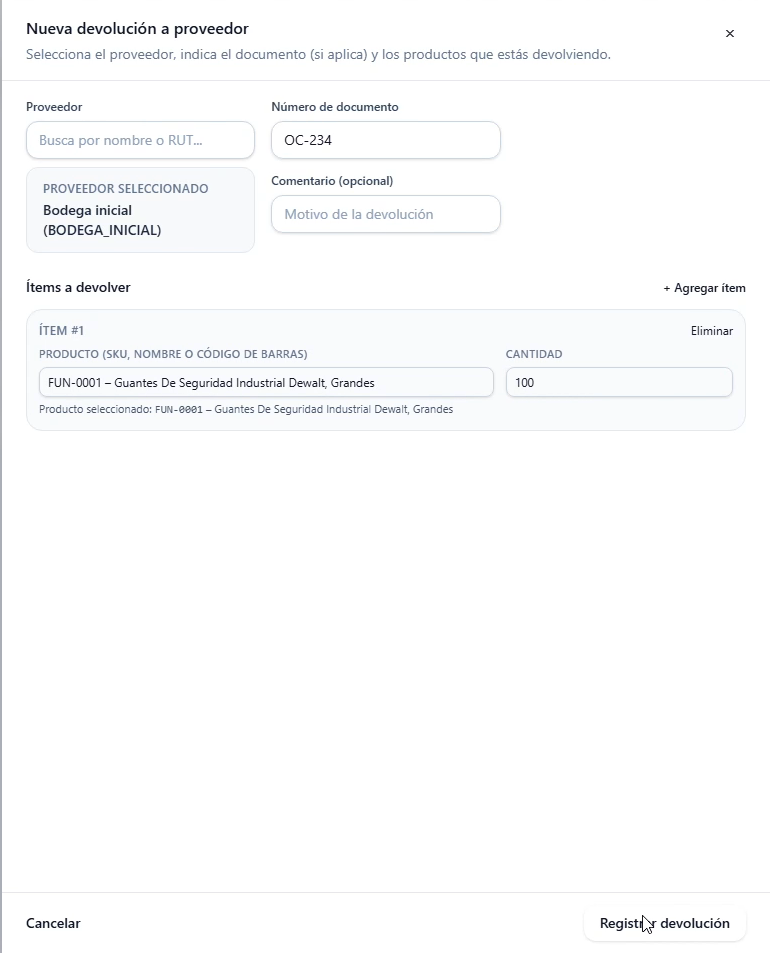 Nueva devolución a proveedor
×
Selecciona el proveedor, indica el documento (si aplica) y los productos que estás devolviendo.
Proveedor
Número de documento
Busca por nombre o RUT...
OC-234
PROVEEDOR SELECCIONADO
Bodega inicial
(BODEGA_INICIAL)
Comentario (opcional)
Motivo de la devolución
Ítems a devolver
+ Agregar ítem
ÍTEM #1
Eliminar
PRODUCTO (SKU, NOMBRE O CÓDIGO DE BARRAS)
CANTIDAD
FUN-0001 – Guantes De Seguridad Industrial Dewalt, Grandes
100
Producto seleccionado: FUN-0001 – Guantes De Seguridad Industrial Dewalt, Grandes
Cancelar
Registrar devolución